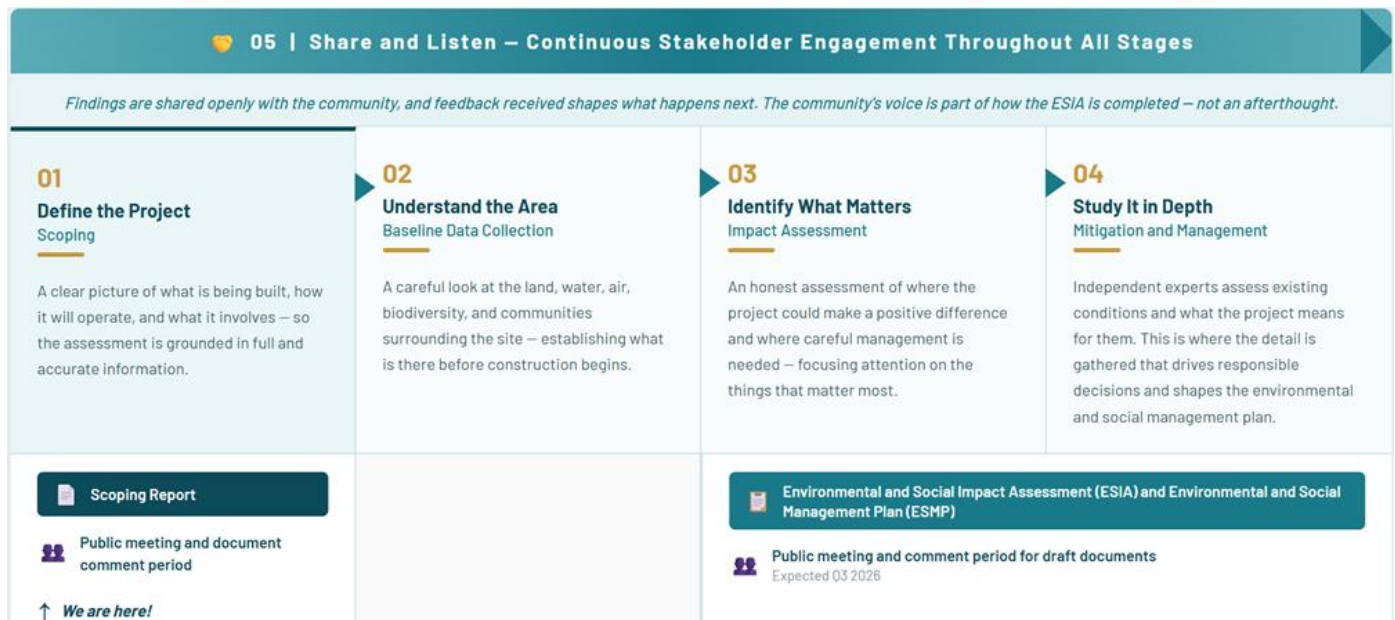 05 | Share and Listen – Continuous Stakeholder Engagement Throughout All Stages
Findings are shared openly with the community, and feedback received shapes what happens next. The community's voice is part of how the ESIA is completed – not an afterthought.
01
Define the Project
Scoping
A clear picture of what is being built, how
it will operate, and what it involves – so
the assessment is grounded in full and
accurate information.
02
Understand the Area
Baseline Data Collection
A careful look at the land, water, air,
biodiversity, and communities
surrounding the site – establishing what
is there before construction begins.
03
Identify What Matters
Impact Assessment
An honest assessment of where the
project could make a positive difference
and where careful management is
needed – focusing attention on the
things that matter most.
04
Study It in Depth
Mitigation and Management
Independent experts assess existing
conditions and what the project means
for them. This is where the detail is
gathered that drives responsible
decisions and shapes the environmental
and social management plan.
Scoping Report
Public meeting and document
comment period
↑ We are here!
Environmental and Social Impact Assessment (ESIA) and Environmental and Social
Management Plan (ESMP)
Public meeting and comment period for draft documents
Expected Q3 2026